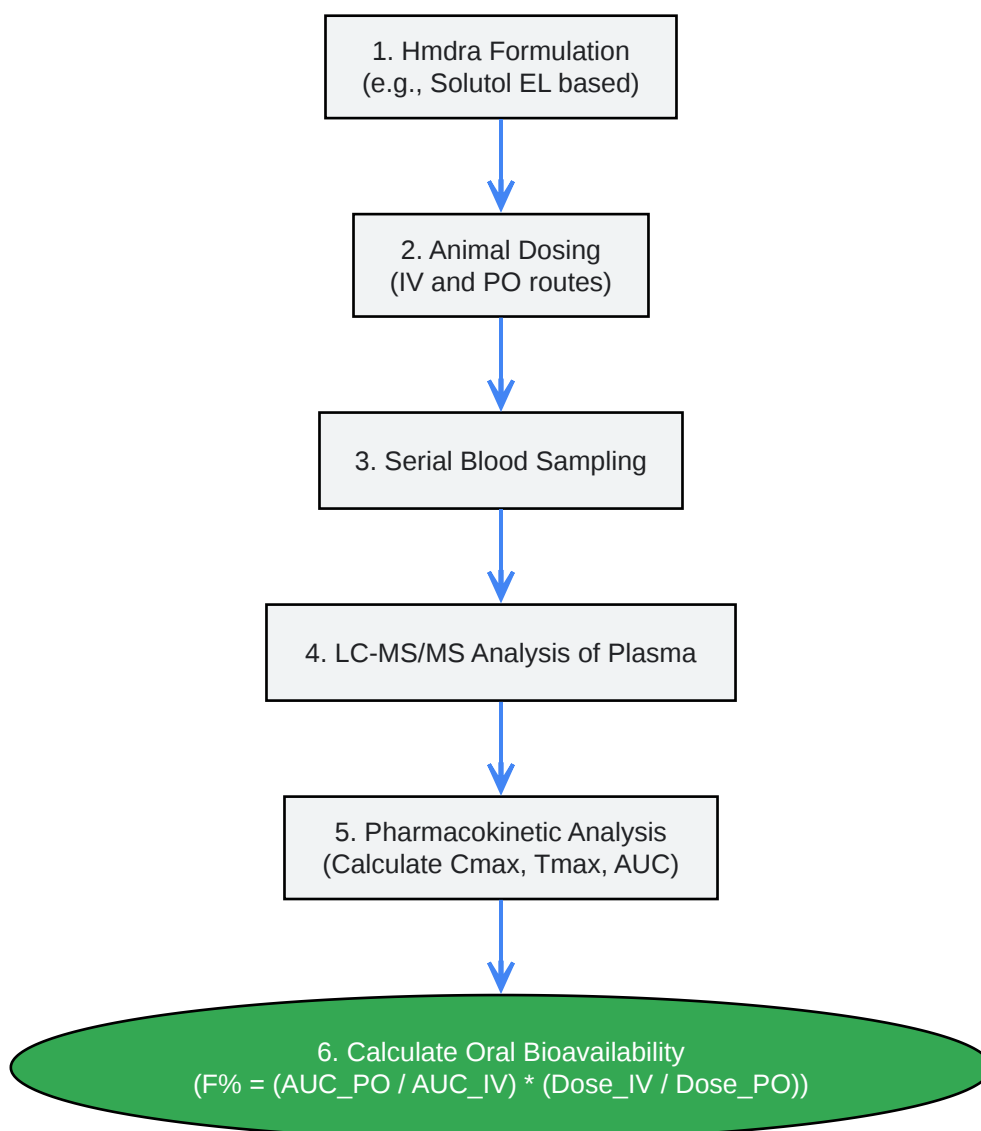 1. Hmdra Formulation
(e.g., Solutol EL based)
2. Animal Dosing
(IV and PO routes)
3. Serial Blood Sampling
4. LC-MS/MS Analysis of Plasma
5. Pharmacokinetic Analysis
(Calculate Cmax, Tmax, AUC)
6. Calculate Oral Bioavailability
(F% = (AUC_PO / AUC_IV) * (Dose_IV / Dose_PO))